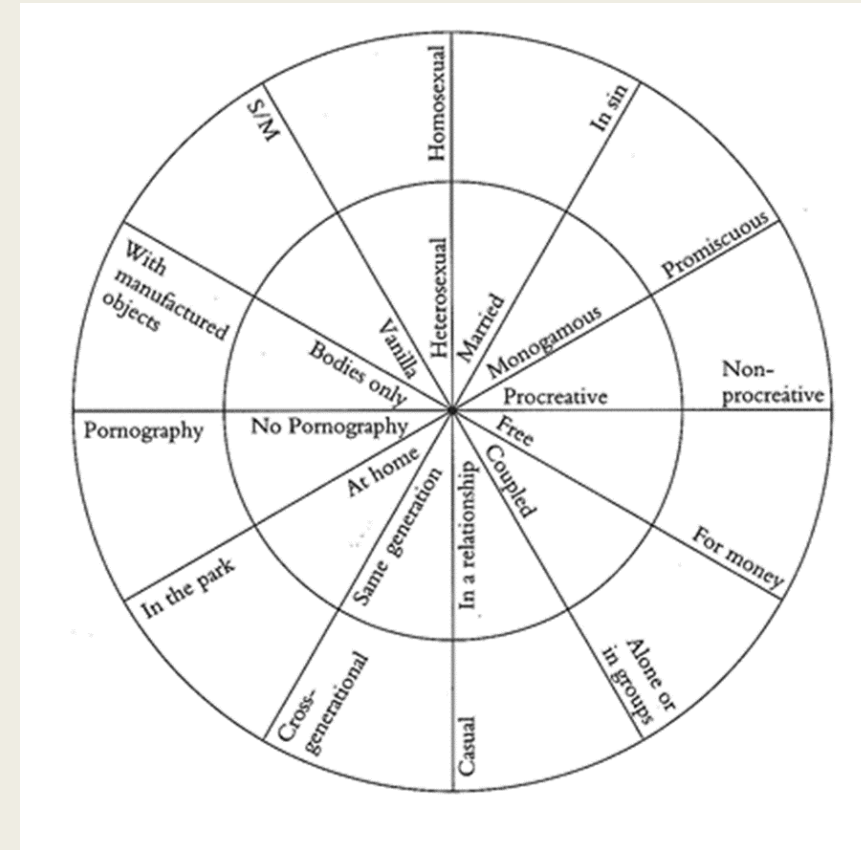 Homosexual
Heterosexual
In sin
Married
Promiscuous
Monogamous
Non-
procreative
Procreative
For money
Free
Alone or
in groups
Coupled
Casual
In a relationship
Cross-
generational
Same generation
In the park
At home
Pornography
No Pornography
With
manufactured
objects
Bodies only
S/M
Vanilla